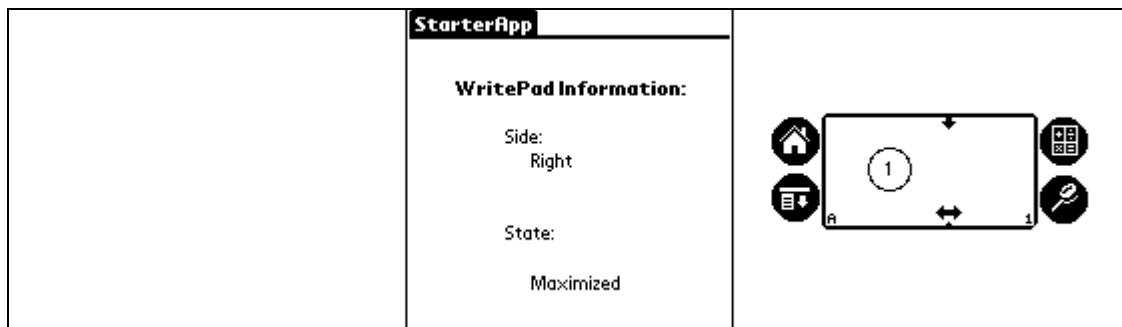 StarterApp
WritePad Information:
Side:
Right
State:
Maximized
1
A
1